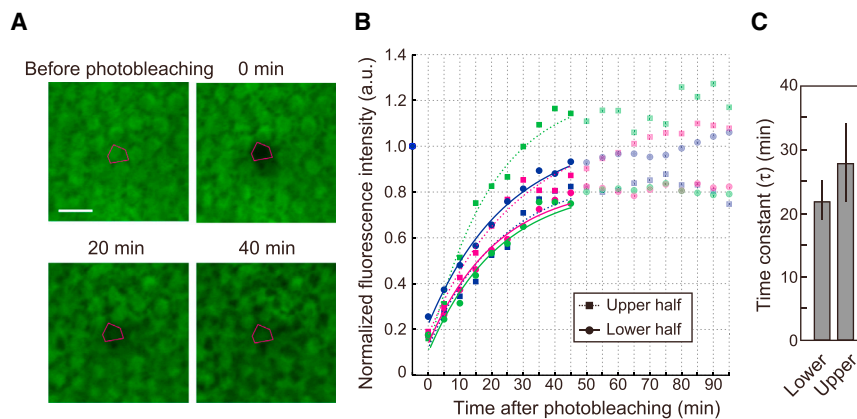 A
Before photobleaching
0 min
20 min
40 min
B
Normalized fluorescence intensity (a.u.)
1.4
1.2
1.0
0.8
0.6
0.4
0.2
0
0 10 20 30 40 50 60 70 80 90
Time after photobleaching (min)
Upper half
Lower half
C
Time constant (τ) (min)
40
30
20
10
0
Lower
Upper